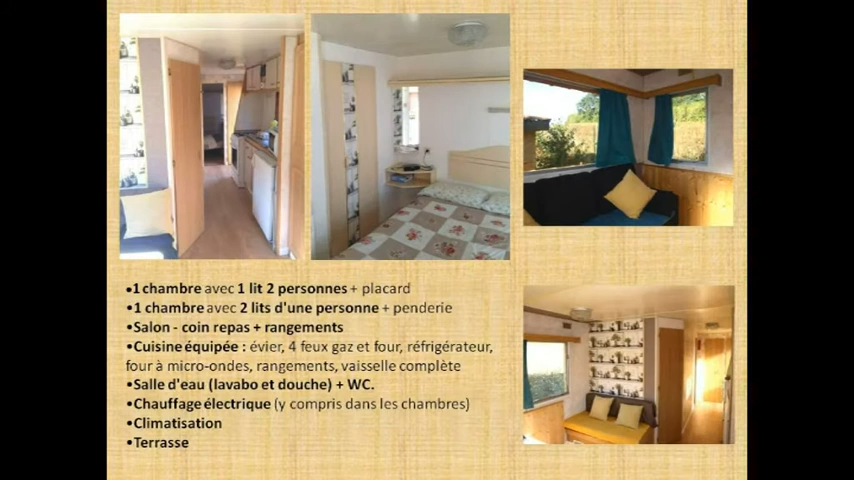 •1 chambre avec 1 lit 2 personnes + placard
•1 chambre avec 2 lits d'une personne + penderie
•Salon - coin repas + rangements
•Cuisine équipée : évier, 4 feux gaz et four, réfrigérateur,
four à micro-ondes, rangements, vaisselle complète
•Salle d'eau (lavabo et douche) + WC.
•Chauffage électrique (y compris dans les chambres)
•Climatisation
•Terrasse